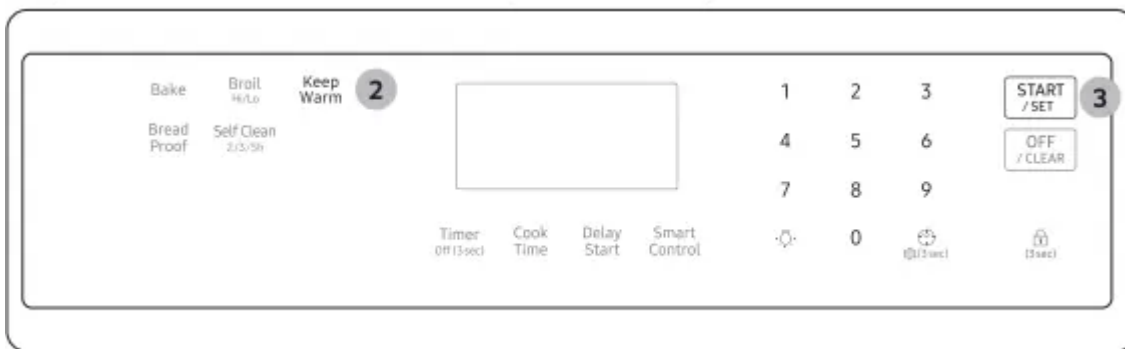 Bake
Broil
Hi/Lo
Keep
Warm
2
Bread
Proof
Self Clean
2/3/5h
Timer
Off (3 sec)
Cook
Time
Delay
Start
Smart
Control
1 2 3
4 5 6
7 8 9
0
(3 sec)
START
/ SET
3
OFF
/ CLEAR
(3 sec)